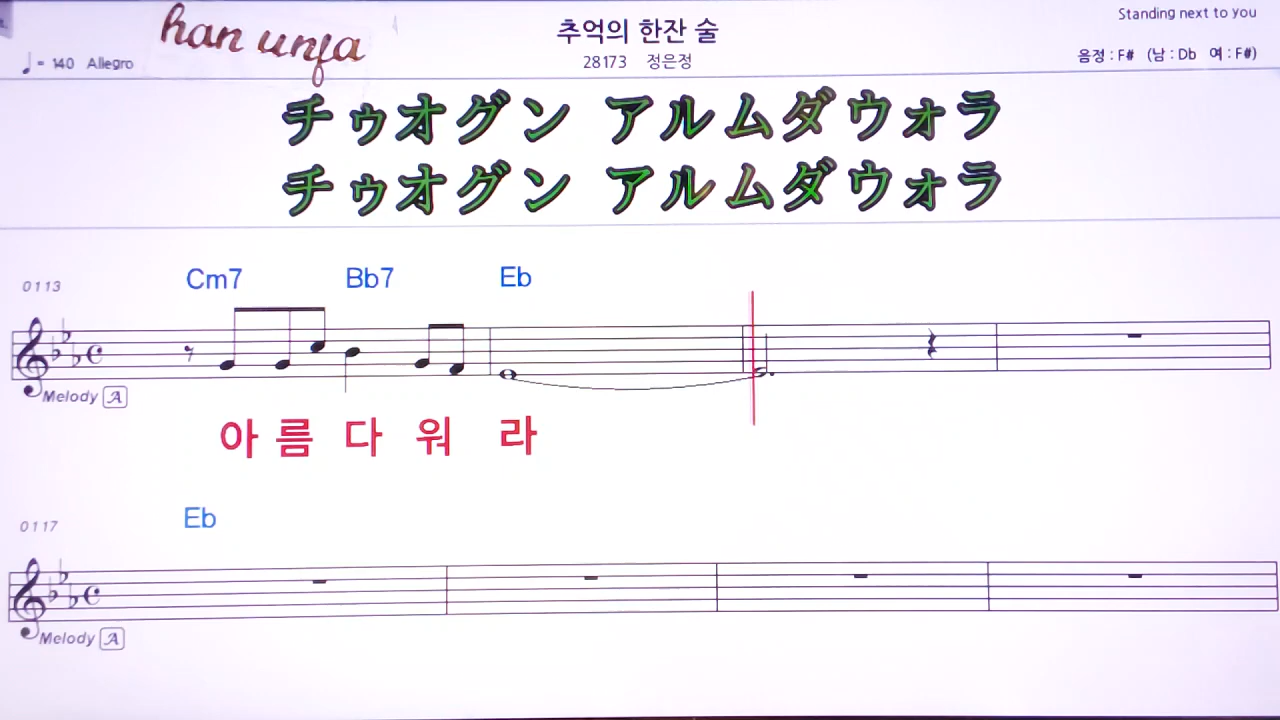 han unja
추억의 한잔 술
Standing next to you
♩= 140 Allegro
28173 정은정
음정 : F# (남 : Db 여 : F#)
チゥオグン アルムダウォラ
チゥオグン アルムダウォラ
0113
Cm7 Bb7 Eb
Melody A
아 름 다 워 라
0117
Eb
Melody A